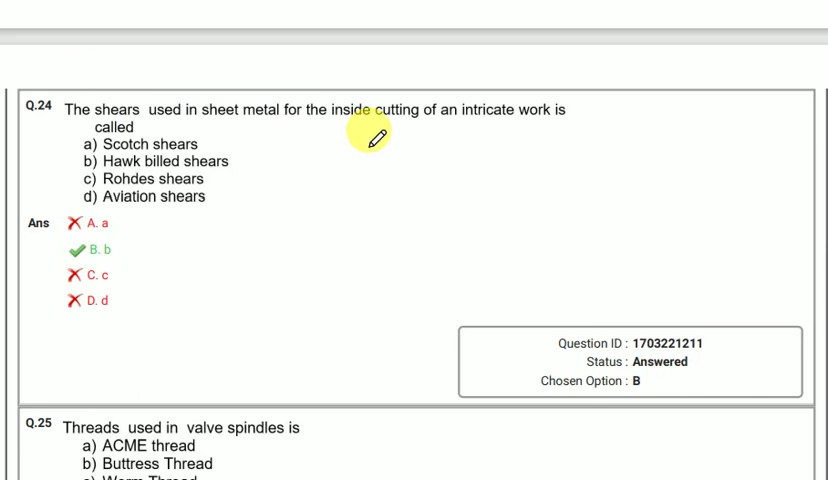 Q.24 The shears used in sheet metal for the inside cutting of an intricate work is
called
a) Scotch shears
b) Hawk billed shears
c) Rohdes shears
d) Aviation shears
Ans A. a
B. b
C. c
D. d
Question ID : 1703221211
Status : Answered
Chosen Option : B
Q.25 Threads used in valve spindles is
a) ACME thread
b) Buttress Thread